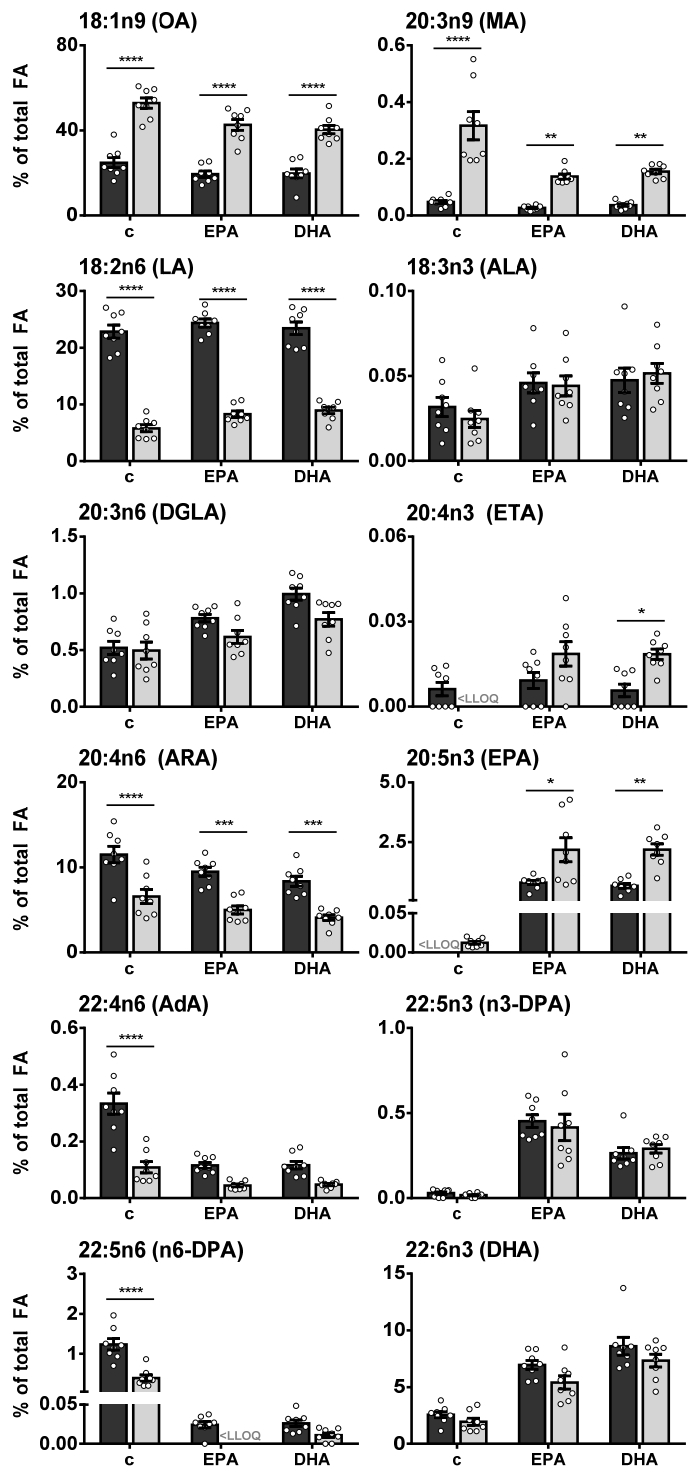 18:1n9 (OA)
% of total FA
80
40
0
****
****
****
c EPA DHA
20:3n9 (MA)
0.6
0.4
0.2
0.0
****
**
**
c EPA DHA
18:2n6 (LA)
% of total FA
30
20
10
0
****
****
****
c EPA DHA
18:3n3 (ALA)
0.10
0.05
0.00
c EPA DHA
20:3n6 (DGLA)
% of total FA
1.5
1.0
0.5
0.0
c EPA DHA
20:4n3 (ETA)
0.06
0.03
0.00
<LLOQ
*
c EPA DHA
20:4n6 (ARA)
% of total FA
20
10
0
****
***
***
c EPA DHA
20:5n3 (EPA)
5.0
2.5
0.05
0.00
<LLOQ
*
**
c EPA DHA
22:4n6 (AdA)
% of total FA
0.6
0.4
0.2
0.0
****
c EPA DHA
22:5n3 (n3-DPA)
1.0
0.5
0.0
c EPA DHA
22:5n6 (n6-DPA)
% of total FA
3
2
1
0.05
0.00
****
<LLOQ
c EPA DHA
22:6n3 (DHA)
15
10
5
0
c EPA DHA